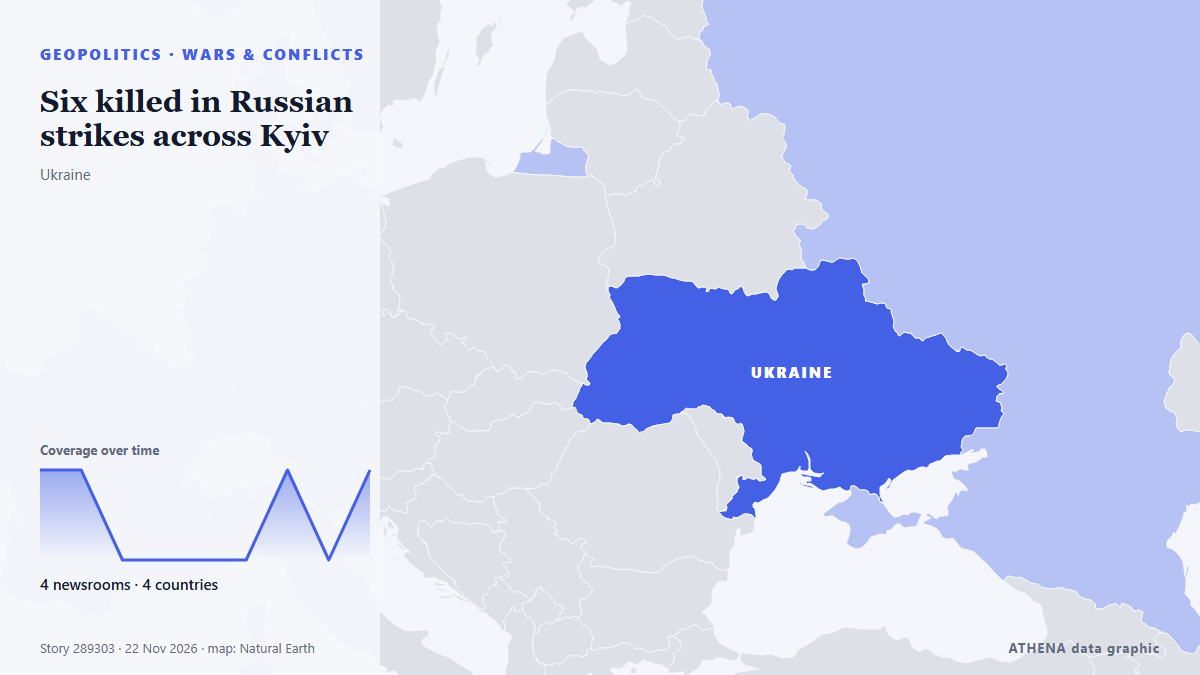 GEOPOLITICS · WARS & CONFLICTS
Six killed in Russian
strikes across Kyiv
Ukraine
UKRAINE
Coverage over time
4 newsrooms · 4 countries
Story 289303 · 22 Nov 2026 · map: Natural Earth
ATHENA data graphic